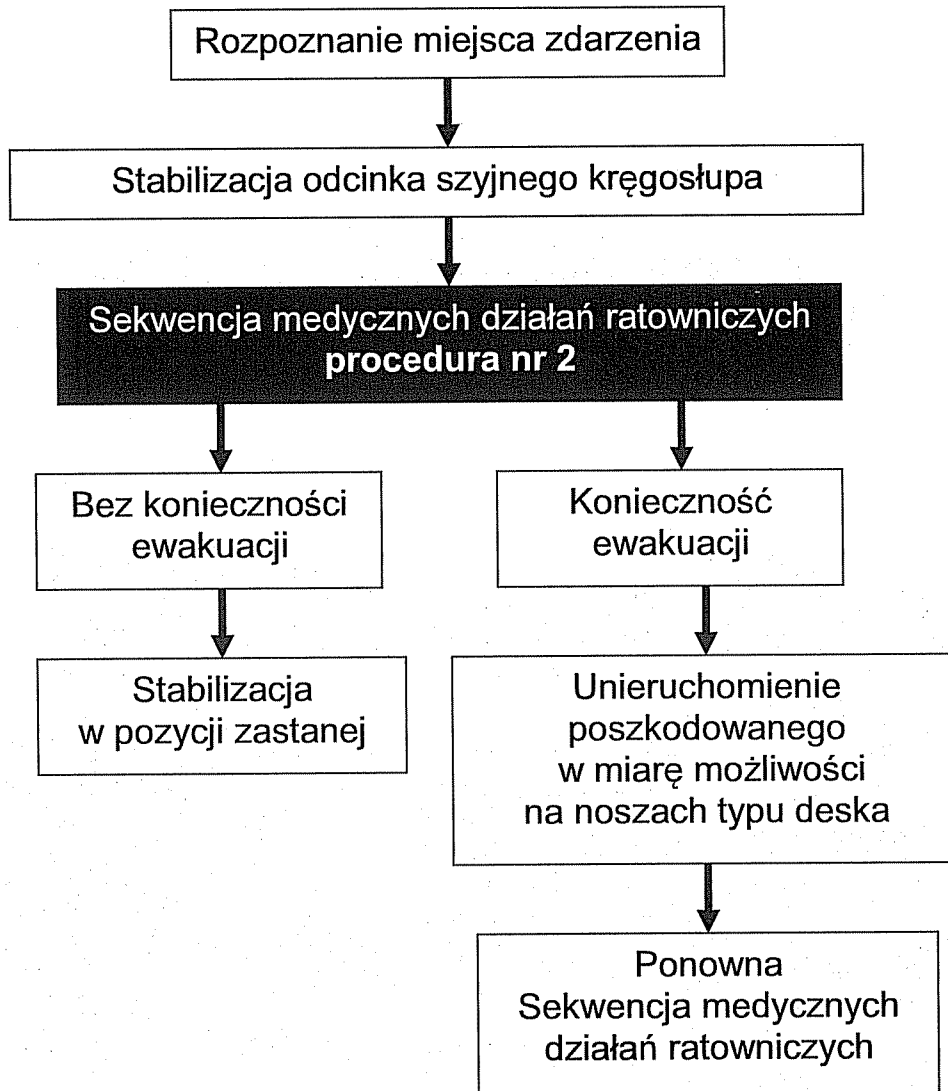 Rozpoznanie miejsca zdarzenia
Stabilizacja odcinka szyjnego kręgosłupa
Sekwencja medycznych działań ratowniczych
procedura nr 2
Bez konieczności
ewakuacji
Konieczność
ewakuacji
Stabilizacja
w pozycji zastanej
Unieruchomienie
poszkodowanego
w miarę możliwości
na noszach typu deska
Ponowna
Sekwencja medycznych
działań ratowniczych